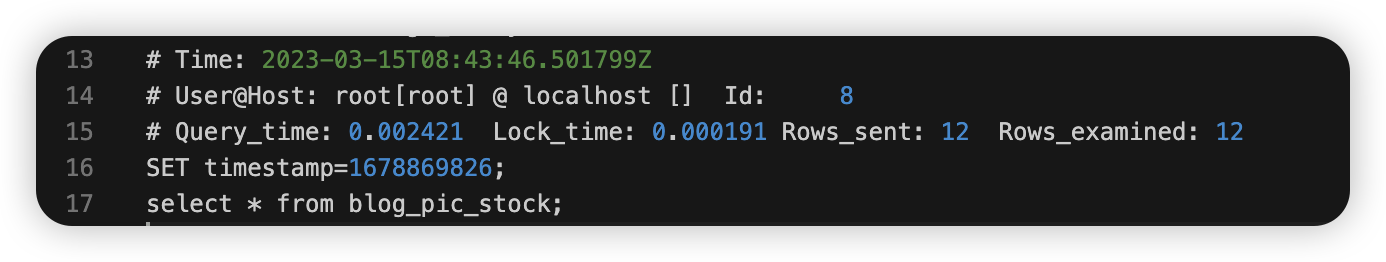 13 # Time: 2023-03-15T08:43:46.501799Z
14 # User@Host: root[root] @ localhost []  Id:     8
15 # Query_time: 0.002421  Lock_time: 0.000191 Rows_sent: 12  Rows_examined: 12
16 SET timestamp=1678869826;
17 select * from blog_pic_stock;